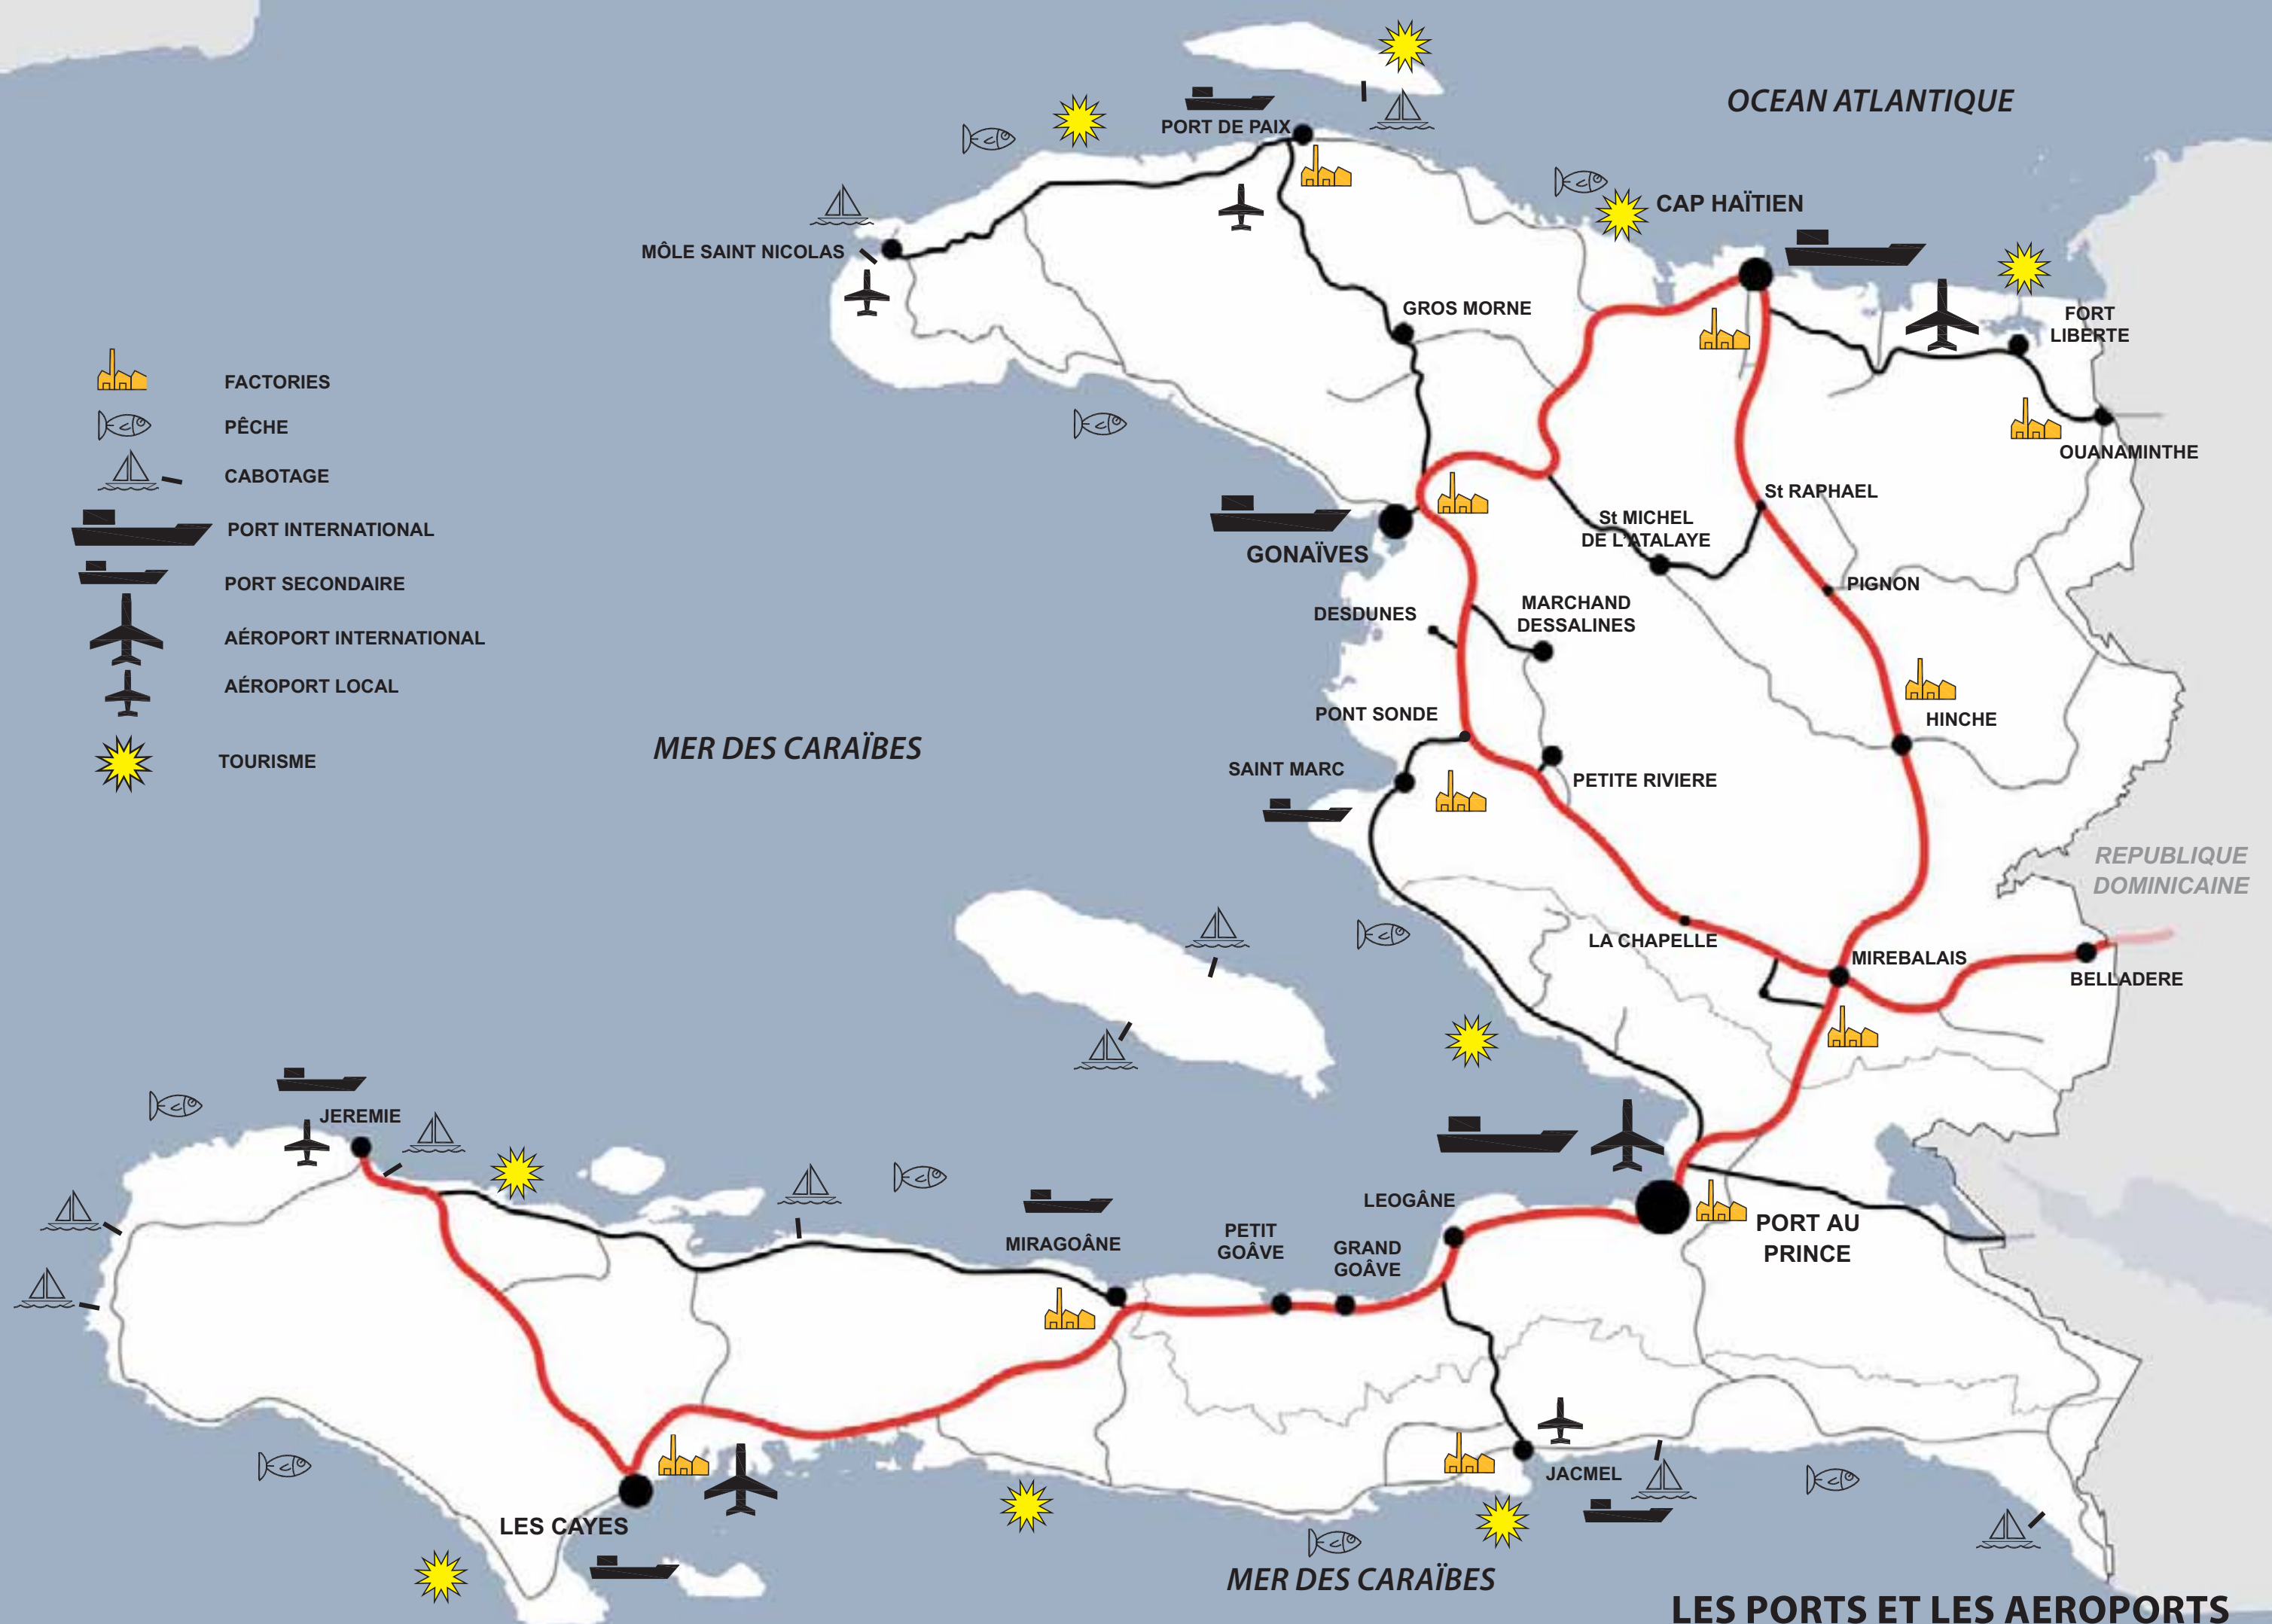 OCEAN ATLANTIQUE
PORT DE PAIX
CAP HAÏTIEN
MÔLE SAINT NICOLAS
GROS MORNE
FORT
LIBERTE
OUANAMINTHE
FACTORIES
PÊCHE
CABOTAGE
PORT INTERNATIONAL
PORT SECONDAIRE
AÉROPORT INTERNATIONAL
AÉROPORT LOCAL
TOURISME
St RAPHAEL
St MICHEL
DE L'ATALAYE
GONAÏVES
PIGNON
MARCHAND
DESSALINES
DESDUNES
PONT SONDE
HINCHE
MER DES CARAÏBES
SAINT MARC
PETITE RIVIERE
REPUBLIQUE
DOMINICAINE
LA CHAPELLE
MIREBALAIS
BELLADERE
JEREMIE
LEOGÂNE
PORT AU
PRINCE
MIRAGOÂNE
PETIT
GOÂVE
GRAND
GOÂVE
JACMEL
LES CAYES
MER DES CARAÏBES
LES PORTS ET LES AEROPORTS